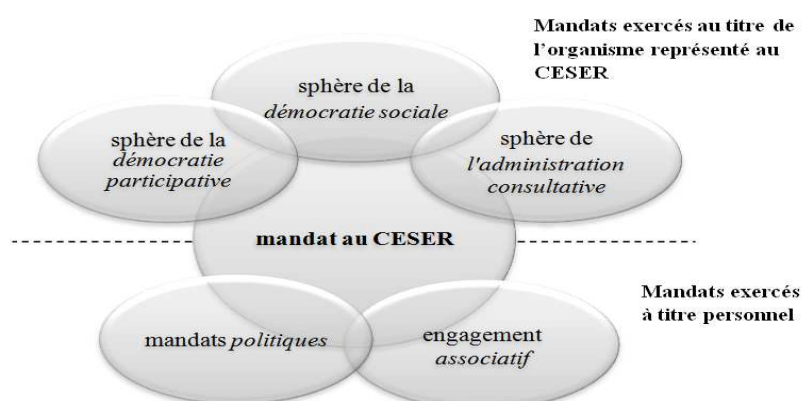 Mandats exercés au titre de
l'organisme représenté au
CESER
sphère de la
démocratie sociale
sphère de la
démocratie
participative
sphère de
l'administration
consultative
mandat au CESER
Mandats exercés
à titre personnel
mandats politiques
engagement
associatif